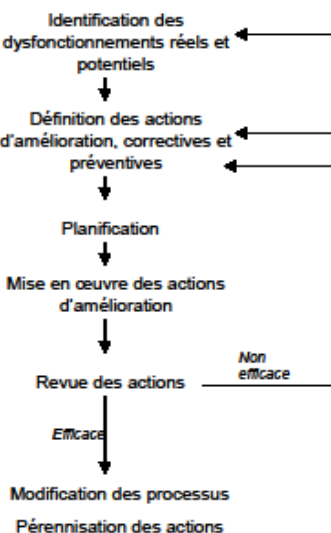 Identification des
dysfonctionnements réels et
potentiels
Définition des actions
d'amélioration, correctives et
préventives
Planification
Mise en œuvre des actions
d'amélioration
Revue des actions
Non
efficace
Efficace
Modification des processus
Pérennisation des actions